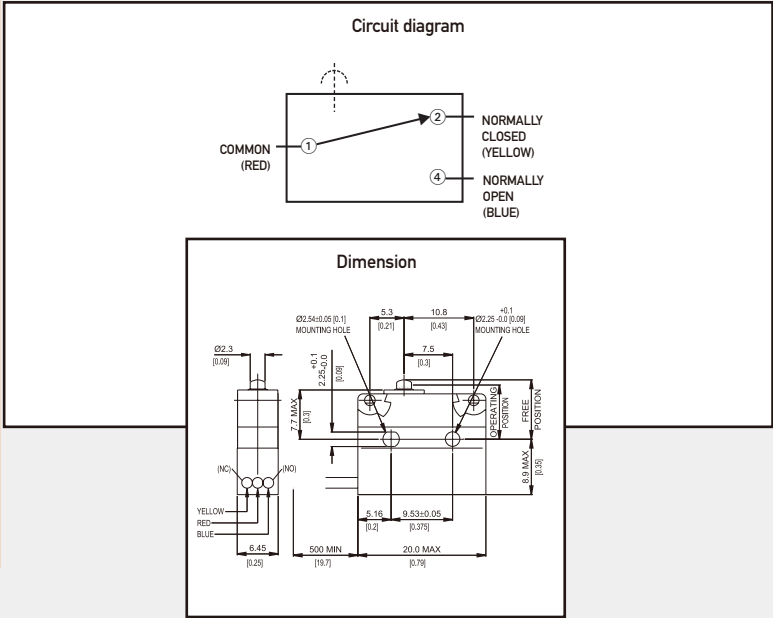 Circuit diagram
1
2
4
COMMON
(RED)
NORMALLY
CLOSED
(YELLOW)
NORMALLY
OPEN
(BLUE)
Dimension
Ø2.54±0.05 [0.1]
MOUNTING HOLE
5.3
[0.21]
10.8
[0.43]
+0.1
Ø2.25 -0.0 [0.09]
MOUNTING HOLE
Ø2.3
[0.09]
+0.1
2.25-0.0
[0.09]
7.5
[0.3]
7.7 MAX
[0.3]
OPERATING
POSITION
FREE
POSITION
8.9 MAX
[0.35]
(NC)
(NO)
YELLOW
RED
BLUE
5.16
[0.2]
9.53±0.05
[0.375]
6.45
[0.25]
500 MIN
[19.7]
20.0 MAX
[0.79]